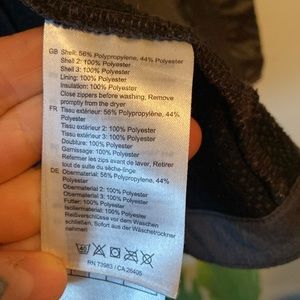 GB Shell: 56% Polypropylene, 44% Polyester
Shell 2: 100% Polyester
Shell 3: 100% Polyester
Lining: 100% Polyester
Insulation: 100% Polyester
Close zippers before washing, Remove
promptly from the dryer
FR Tissu extérieur: 56% Polypropylene, 44%
Polyester
Tissu extérieur 2: 100% Polyester
Tissu extérieur 3: 100% Polyester
Doublure: 100% Polyester
Garnissage: 100% Polyester
Refermer les zips avant de laver, Retirer
tout de suite du sèche-linge
DE Obermaterial: 56% Polypropylene, 44%
Polyester
Obermaterial 2: 100% Polyester
Obermaterial 3: 100% Polyester
Futter: 100% Polyester
Isoliermaterial: 100% Polyester
Reißverschlüsse vor dem Waschen
schließen, Sofort aus der Wäschet/ockner
nehmen
RN 73983 / CA 26405